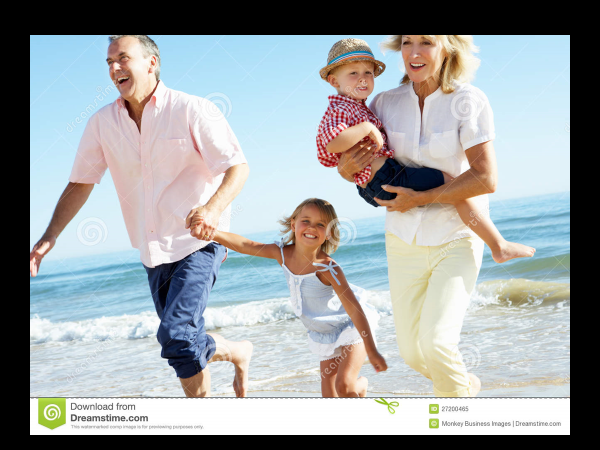 Download from
Dreamstime.com
This watermarked comp image is for previewing purposes only.
27200465
Monkey Business Images | Dreamstime.com